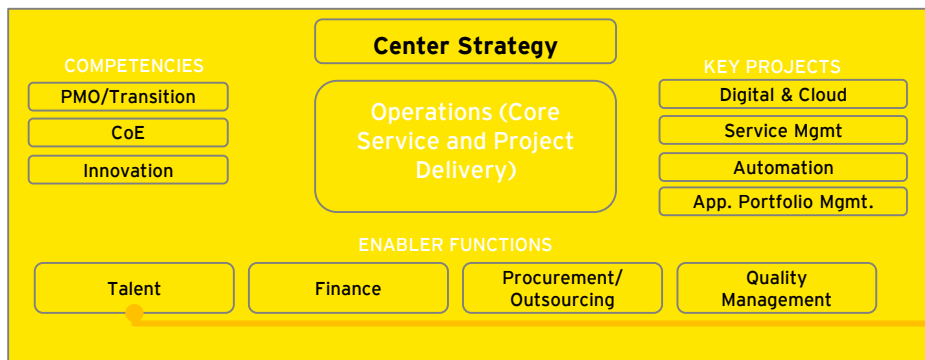 Center Strategy
COMPETENCIES
PMO/Transition
CoE
Innovation
Operations (Core
Service and Project
Delivery)
KEY PROJECTS
Digital & Cloud
Service Mgmt
Automation
App. Portfolio Mgmt.
ENABLER FUNCTIONS
Talent
Finance
Procurement/
Outsourcing
Quality
Management